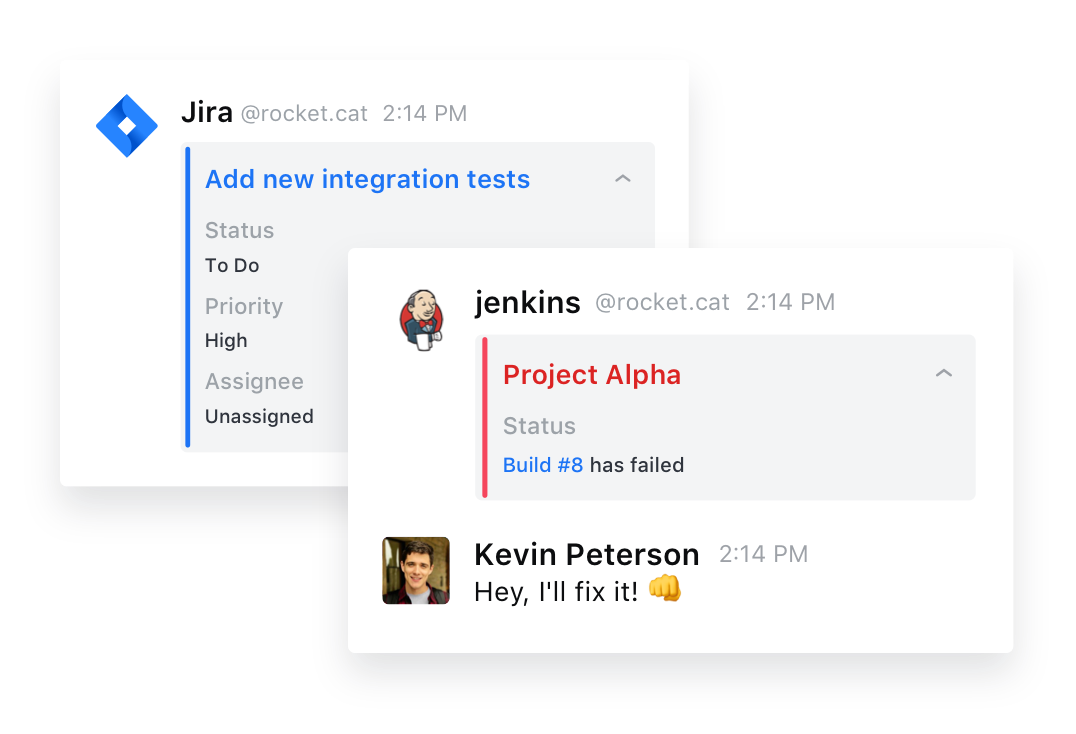 Jira @rocket.cat 2:14 PM
Add new integration tests
Status
To Do
Priority
High
Assignee
Unassigned
jenkins @rocket.cat 2:14 PM
Project Alpha
Status
Build #8 has failed
Kevin Peterson 2:14 PM
Hey, I'll fix it! 👊